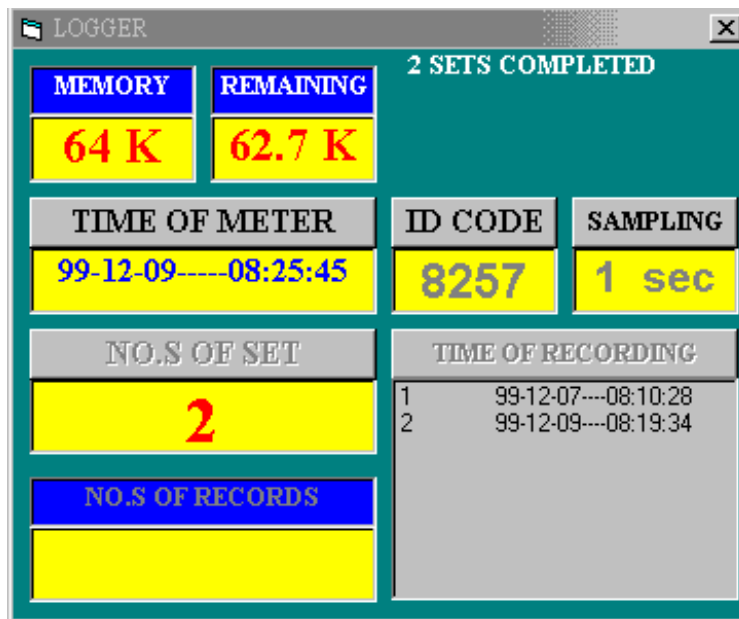 LOGGER
2 SETS COMPLETED
MEMORY REMAINING
64 K 62.7 K
TIME OF METER ID CODE SAMPLING
99-12-09-----08:25:45 8257 1 sec
NO.S OF SET TIME OF RECORDING
1 99-12-07----08:10:28
2 99-12-09----08:19:34
2
NO.S OF RECORDS